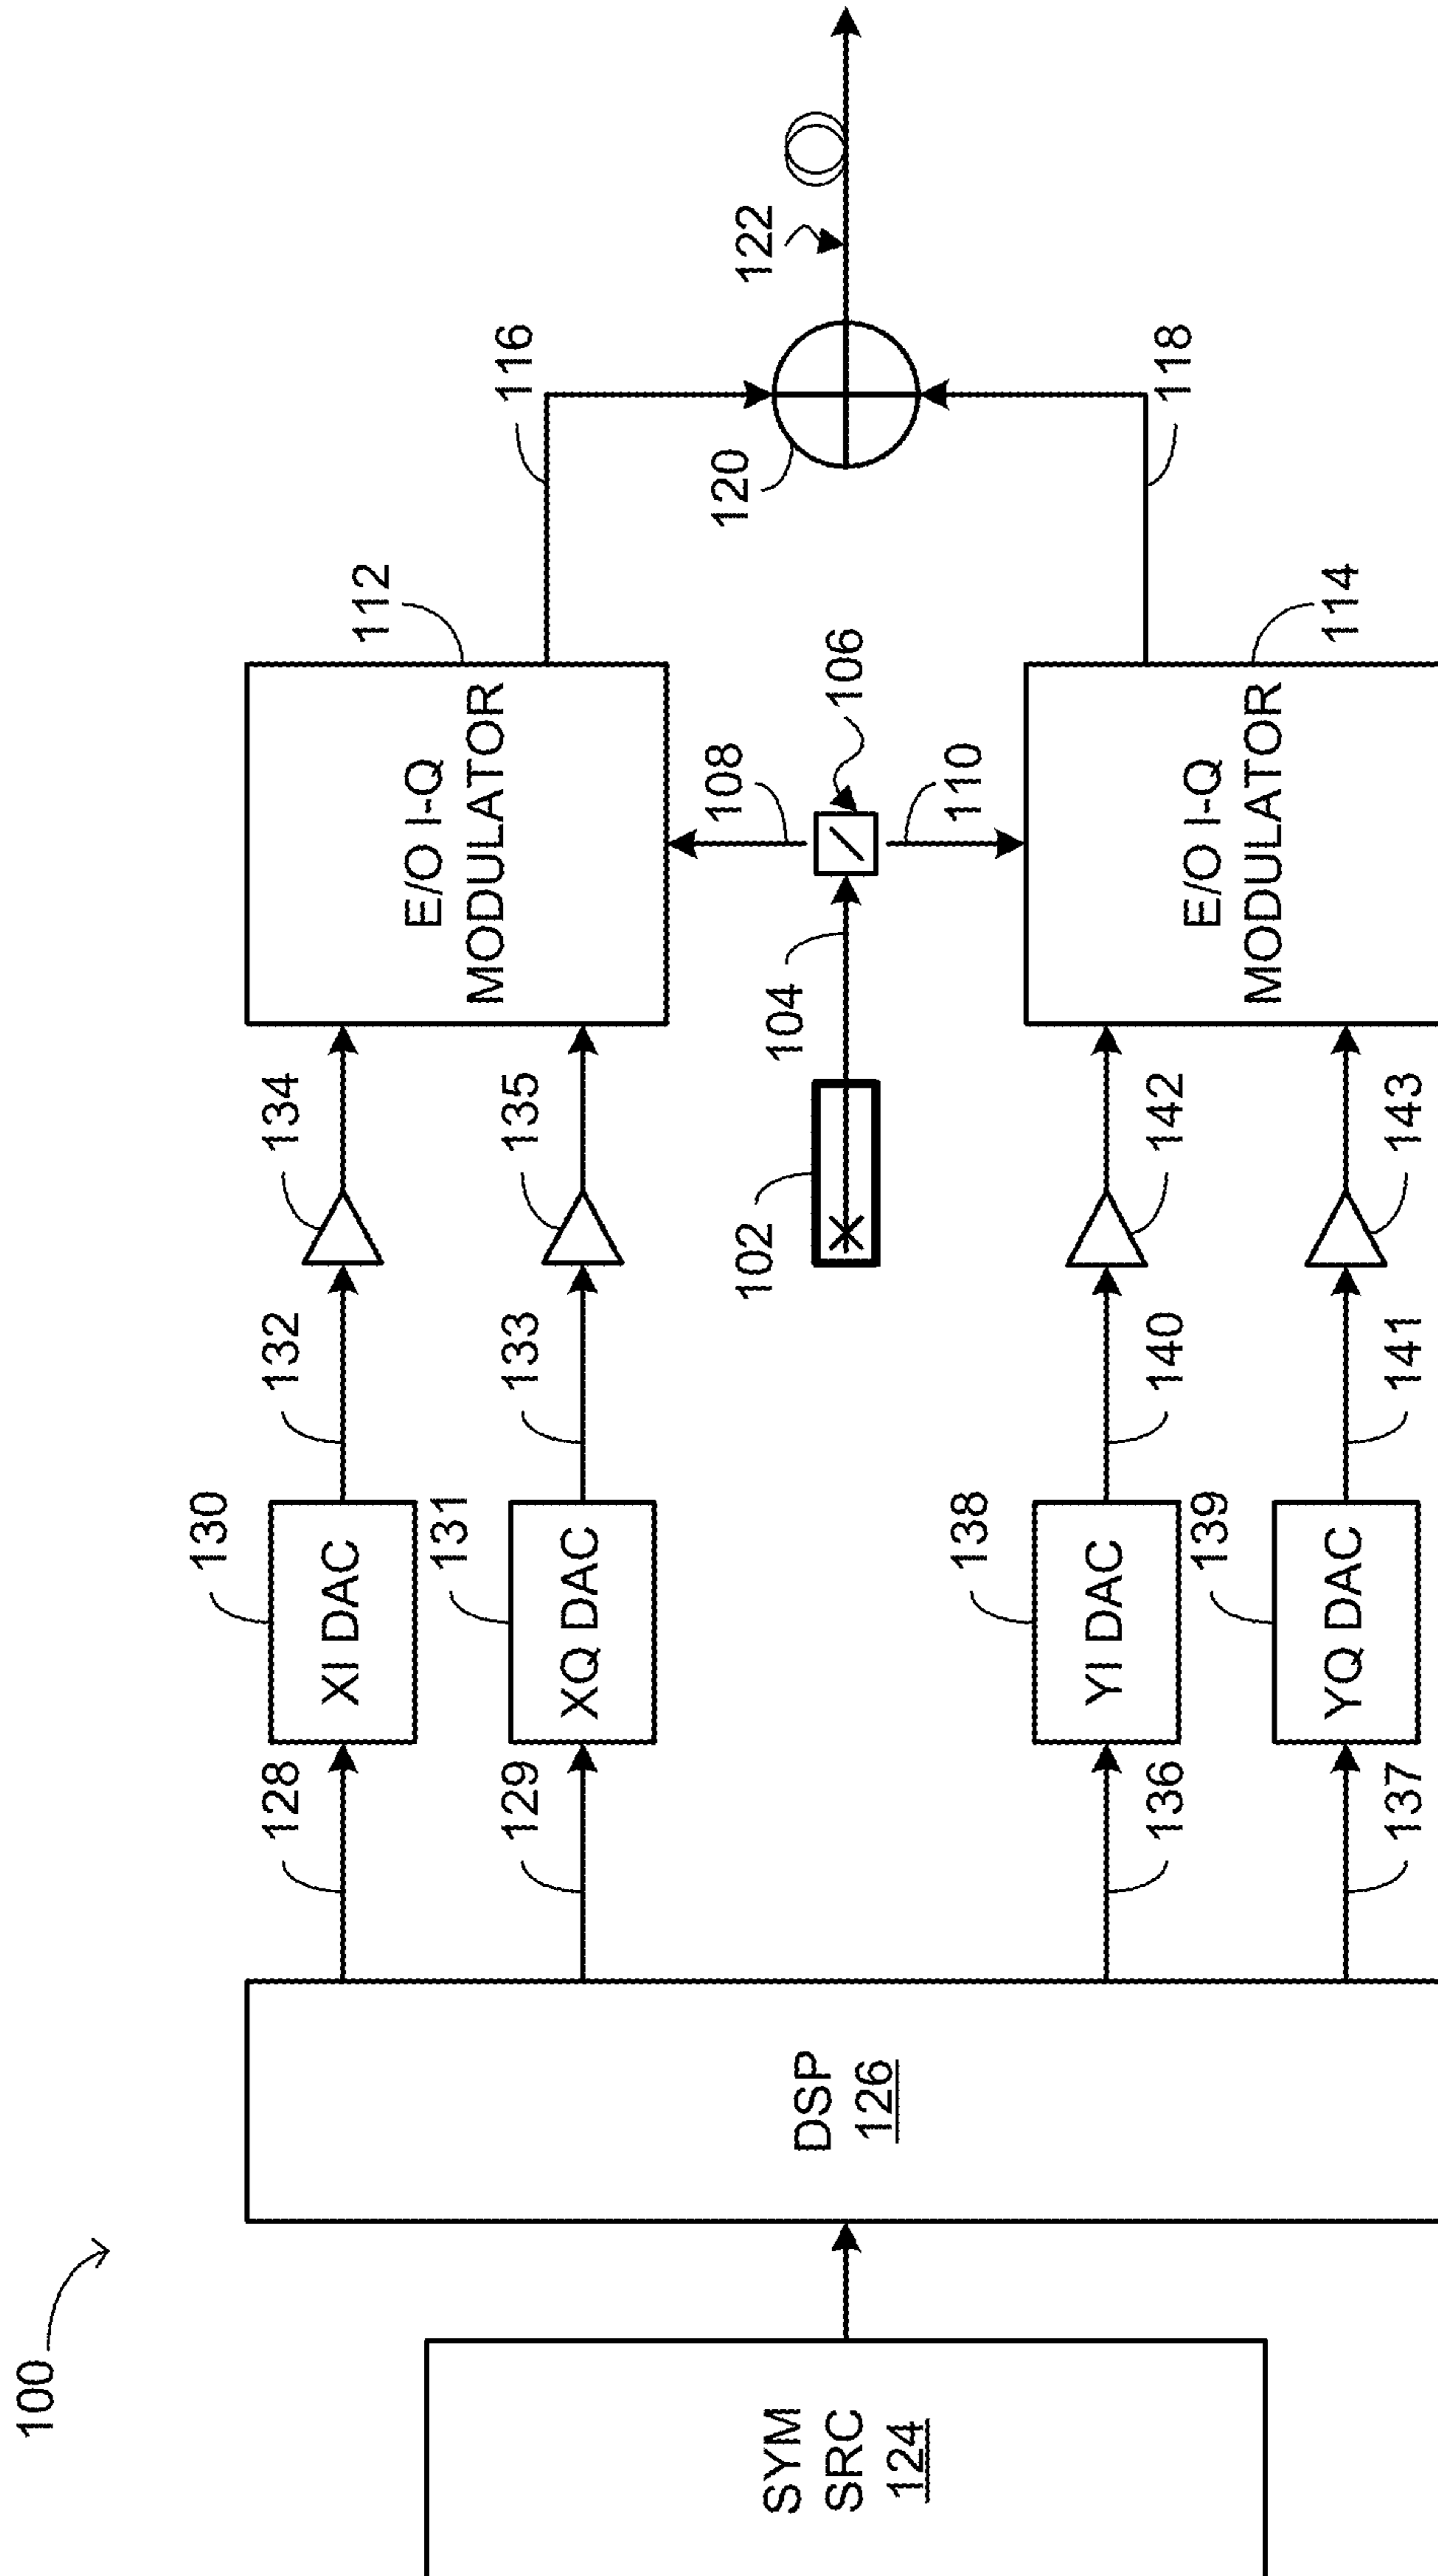 100
SYM
SRC
124
DSP
126
128
129
136
137
130
XI DAC
131
XQ DAC
138
YI DAC
139
YQ DAC
132
133
140
141
134
135
142
143
102
104
106
108
110
112
E/O I-Q
MODULATOR
114
E/O I-Q
MODULATOR
116
118
120
122